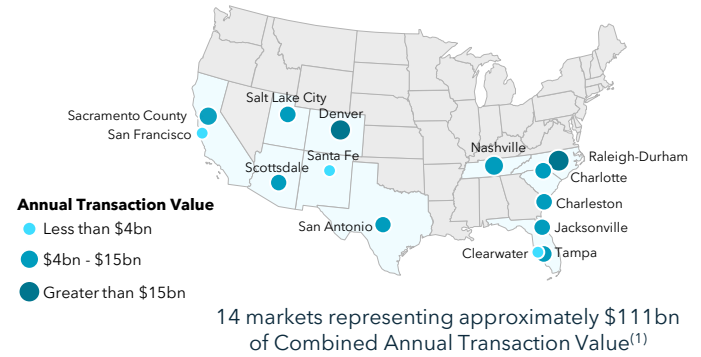 Salt Lake City
Denver
Sacramento County
San Francisco
Nashville
Raleigh-Durham
Santa Fe
Scottsdale
Charlotte
Charleston
Annual Transaction Value
Less than $4bn
San Antonio
Jacksonville
Clearwater
Tampa
$4bn - $15bn
Greater than $15bn
14 markets representing approximately $111bn
of Combined Annual Transaction Value(1)